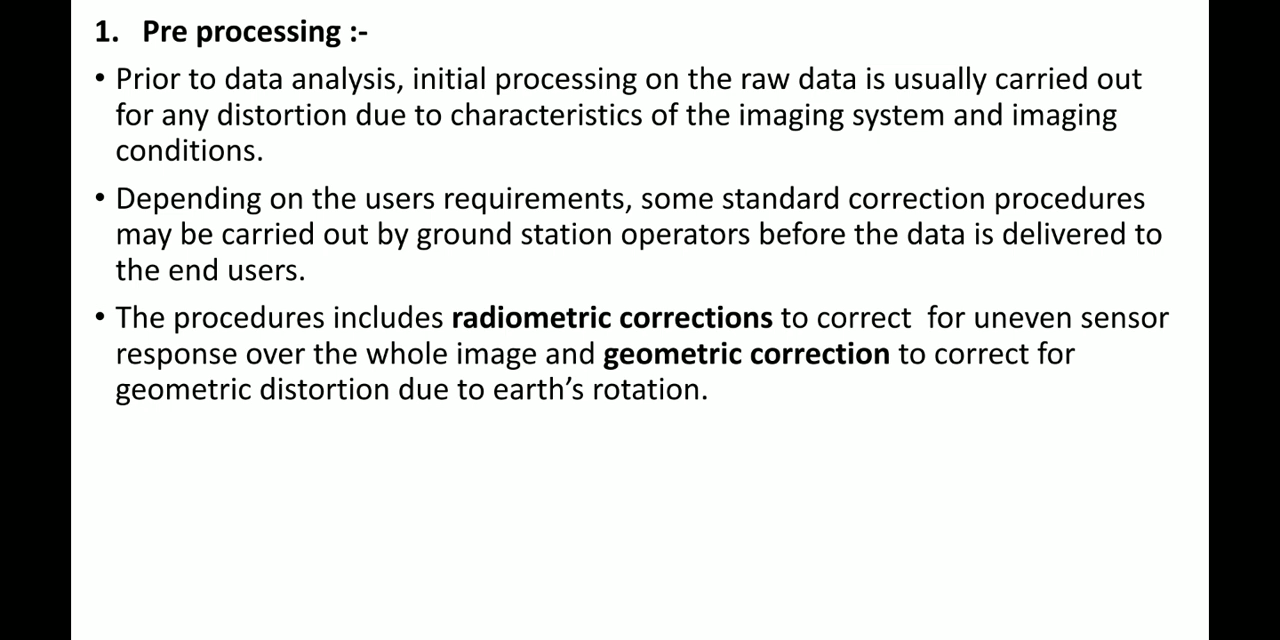 1. Pre processing :-
• Prior to data analysis, initial processing on the raw data is usually carried out
for any distortion due to characteristics of the imaging system and imaging
conditions.
• Depending on the users requirements, some standard correction procedures
may be carried out by ground station operators before the data is delivered to
the end users.
• The procedures includes radiometric corrections to correct  for uneven sensor
response over the whole image and geometric correction to correct for
geometric distortion due to earth’s rotation.